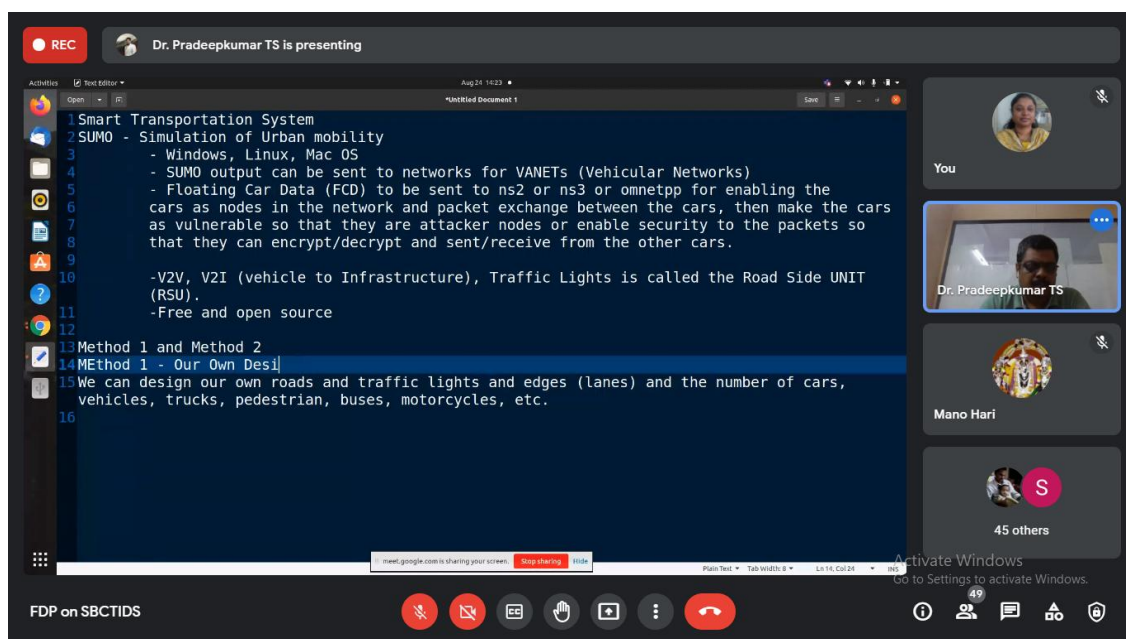 REC
Dr. Pradeepkumar TS is presenting
Activities
Text Editor
Aug 24 14:23
Open
*Untitled Document 1
Save
1 Smart Transportation System
2 SUMO - Simulation of Urban mobility
3 - Windows, Linux, Mac OS
4 - SUMO output can be sent to networks for VANETs (Vehicular Networks)
5 - Floating Car Data (FCD) to be sent to ns2 or ns3 or omnetpp for enabling the
6 cars as nodes in the network and packet exchange between the cars, then make the cars
7 as vulnerable so that they are attacker nodes or enable security to the packets so
8 that they can encrypt/decrypt and sent/receive from the other cars.
9
10 -V2V, V2I (vehicle to Infrastructure), Traffic Lights is called the Road Side UNIT
(RSU).
11 -Free and open source
12
13 Method 1 and Method 2
14 MEthod 1 - Our Own Desi
15 We can design our own roads and traffic lights and edges (lanes) and the number of cars,
vehicles, trucks, pedestrian, buses, motorcycles, etc.
16
meet.google.com is sharing your screen.
Stop sharing
Hide
Plain Text
Tab Width: 8
Ln 14, Col 24
INS
You
Dr. Pradeepkumar TS
Mano Hari
S
45 others
Activate Windows
Go to Settings to activate Windows.
FDP on SBCTIDS
49